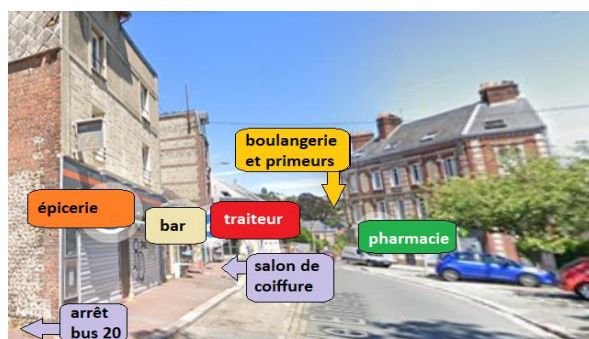 boulangerie
et primeurs
épicerie
bar
traiteur
pharmacie
salon de
coiffure
arrêt
bus 20